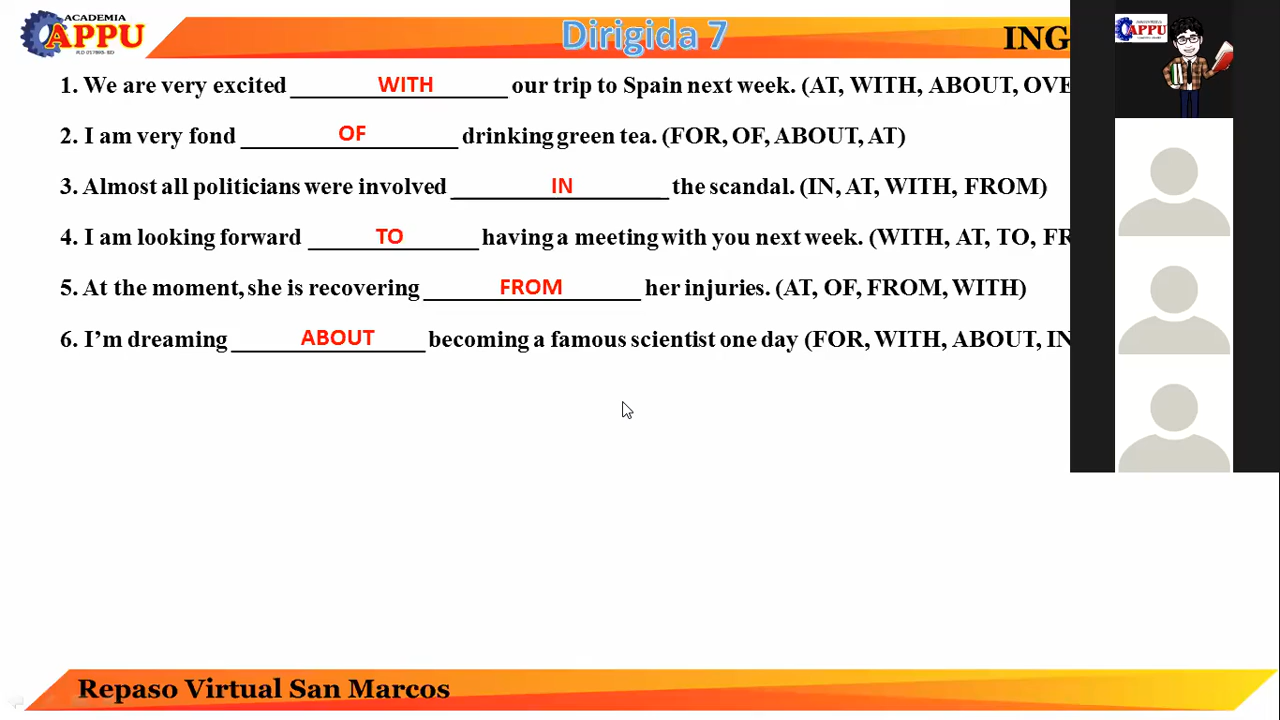 ACADEMIA
APPU
Dirigida 7
ING
APPU
1. We are very excited WITH our trip to Spain next week. (AT, WITH, ABOUT, OVE
2. I am very fond OF drinking green tea. (FOR, OF, ABOUT, AT)
3. Almost all politicians were involved IN the scandal. (IN, AT, WITH, FROM)
4. I am looking forward TO having a meeting with you next week. (WITH, AT, TO, FR
5. At the moment, she is recovering FROM her injuries. (AT, OF, FROM, WITH)
6. I’m dreaming ABOUT becoming a famous scientist one day (FOR, WITH, ABOUT, IN
Repaso Virtual San Marcos